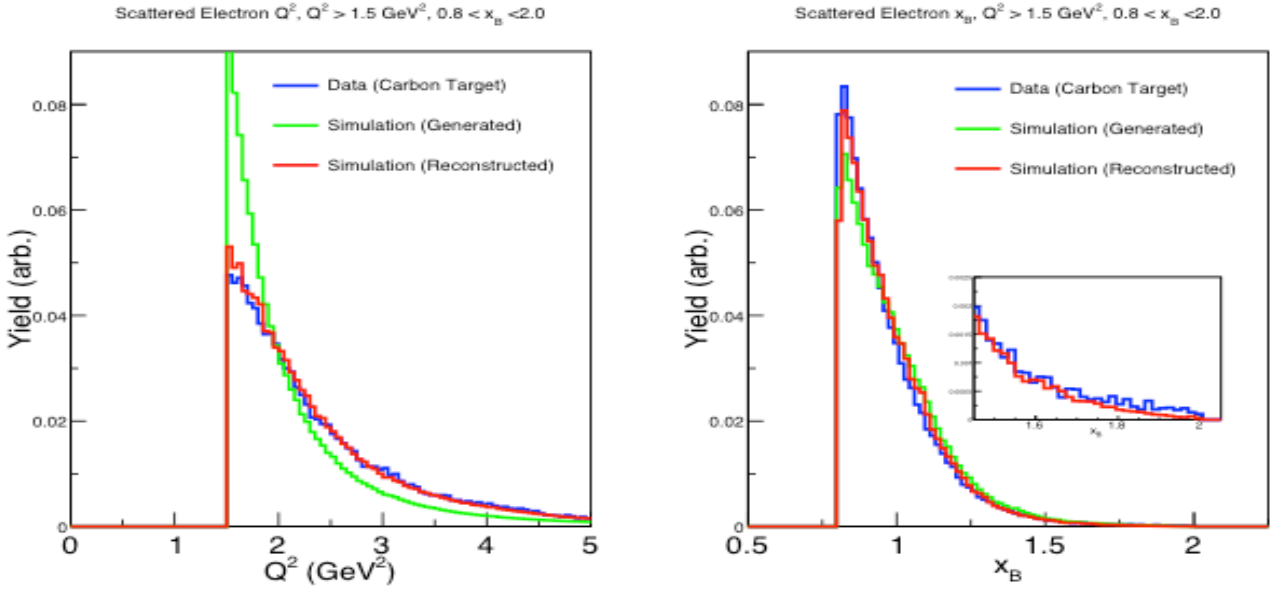 Scattered Electron Q², Q² > 1.5 GeV², 0.8 < x_B <2.0
Data (Carbon Target)
Simulation (Generated)
Simulation (Reconstructed)
Yield (arb.)
0.08
0.06
0.04
0.02
0
0 1 2 3 4 5
Q² (GeV²)
Scattered Electron x_B, Q² > 1.5 GeV², 0.8 < x_B <2.0
Data (Carbon Target)
Simulation (Generated)
Simulation (Reconstructed)
Yield (arb.)
0.08
0.06
0.04
0.02
0
0.5 1 1.5 2
x_B
1.6 1.8 2
x_B